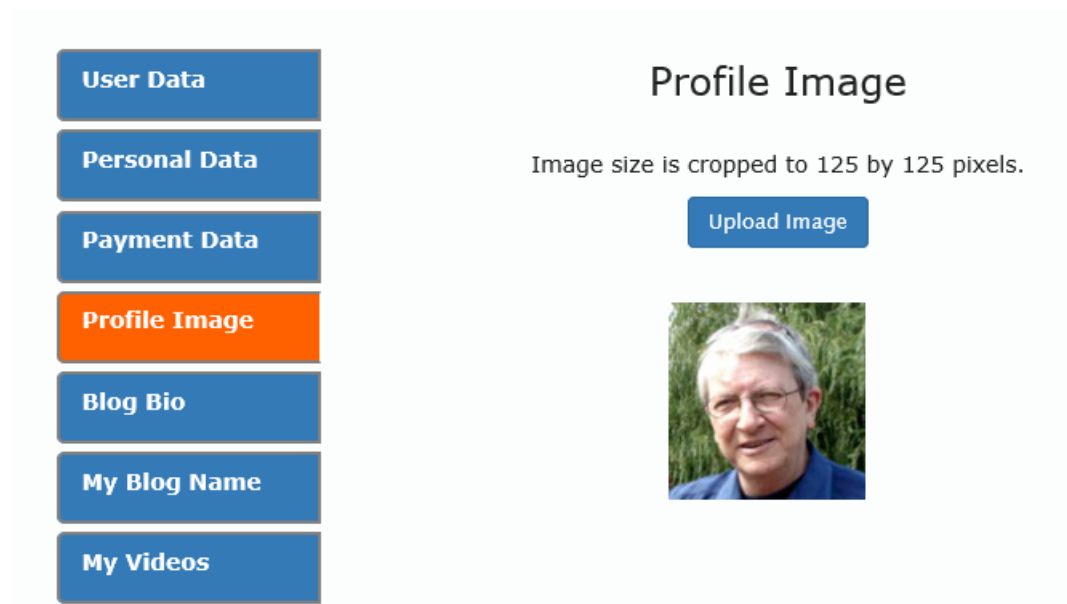 User Data
Personal Data
Payment Data
Profile Image
Blog Bio
My Blog Name
My Videos
Profile Image
Image size is cropped to 125 by 125 pixels.
Upload Image